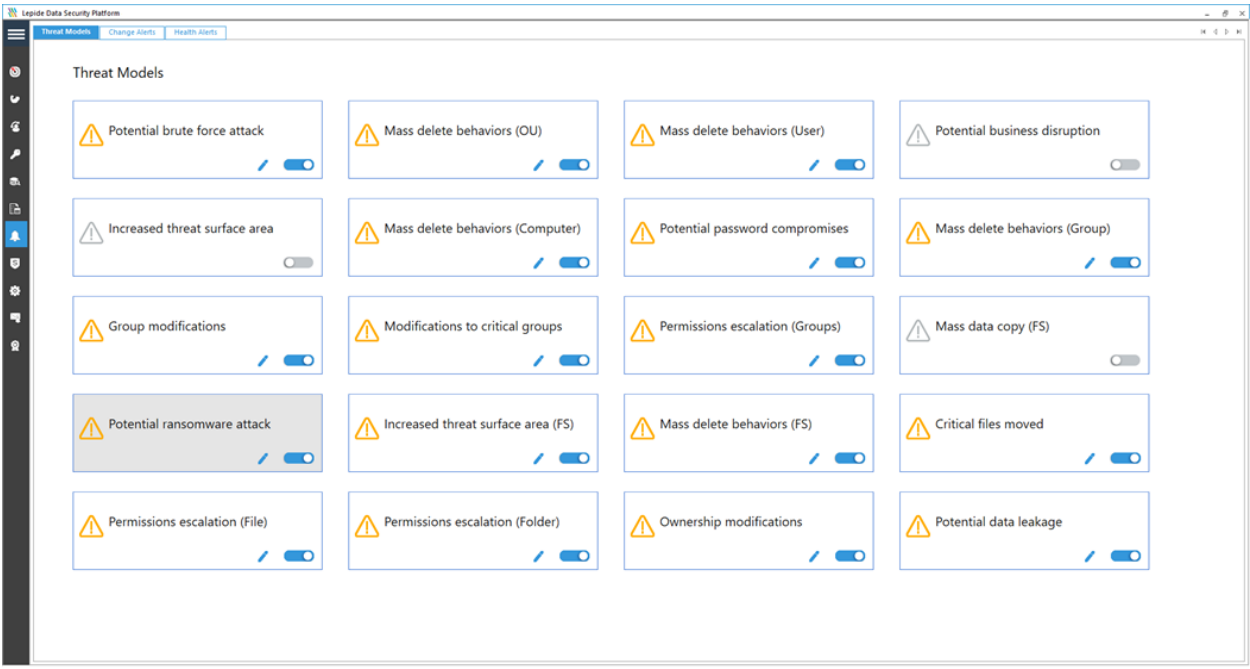 Lepide Data Security Platform
Threat Models
Change Alerts
Health Alerts
Threat Models
Potential brute force attack
Mass delete behaviors (OU)
Mass delete behaviors (User)
Potential business disruption
Increased threat surface area
Mass delete behaviors (Computer)
Potential password compromises
Mass delete behaviors (Group)
Group modifications
Modifications to critical groups
Permissions escalation (Groups)
Mass data copy (FS)
Potential ransomware attack
Increased threat surface area (FS)
Mass delete behaviors (FS)
Critical files moved
Permissions escalation (File)
Permissions escalation (Folder)
Ownership modifications
Potential data leakage